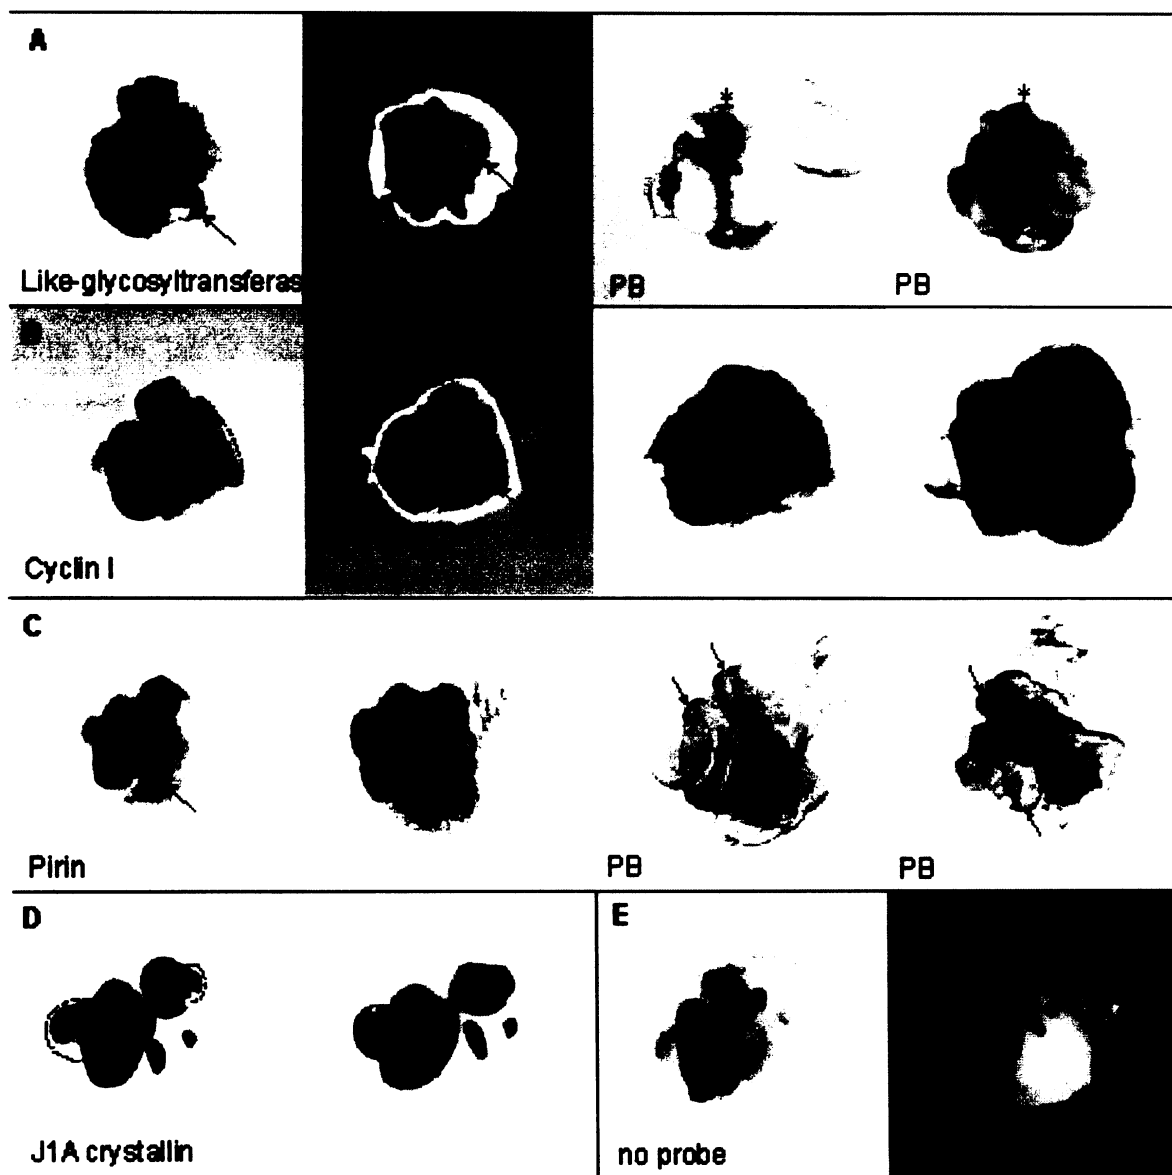 A
* *
Like-glycosyltransferas PB PB
Cyclin I
C
Pirin PB PB
D E
J1A crystallin no probe